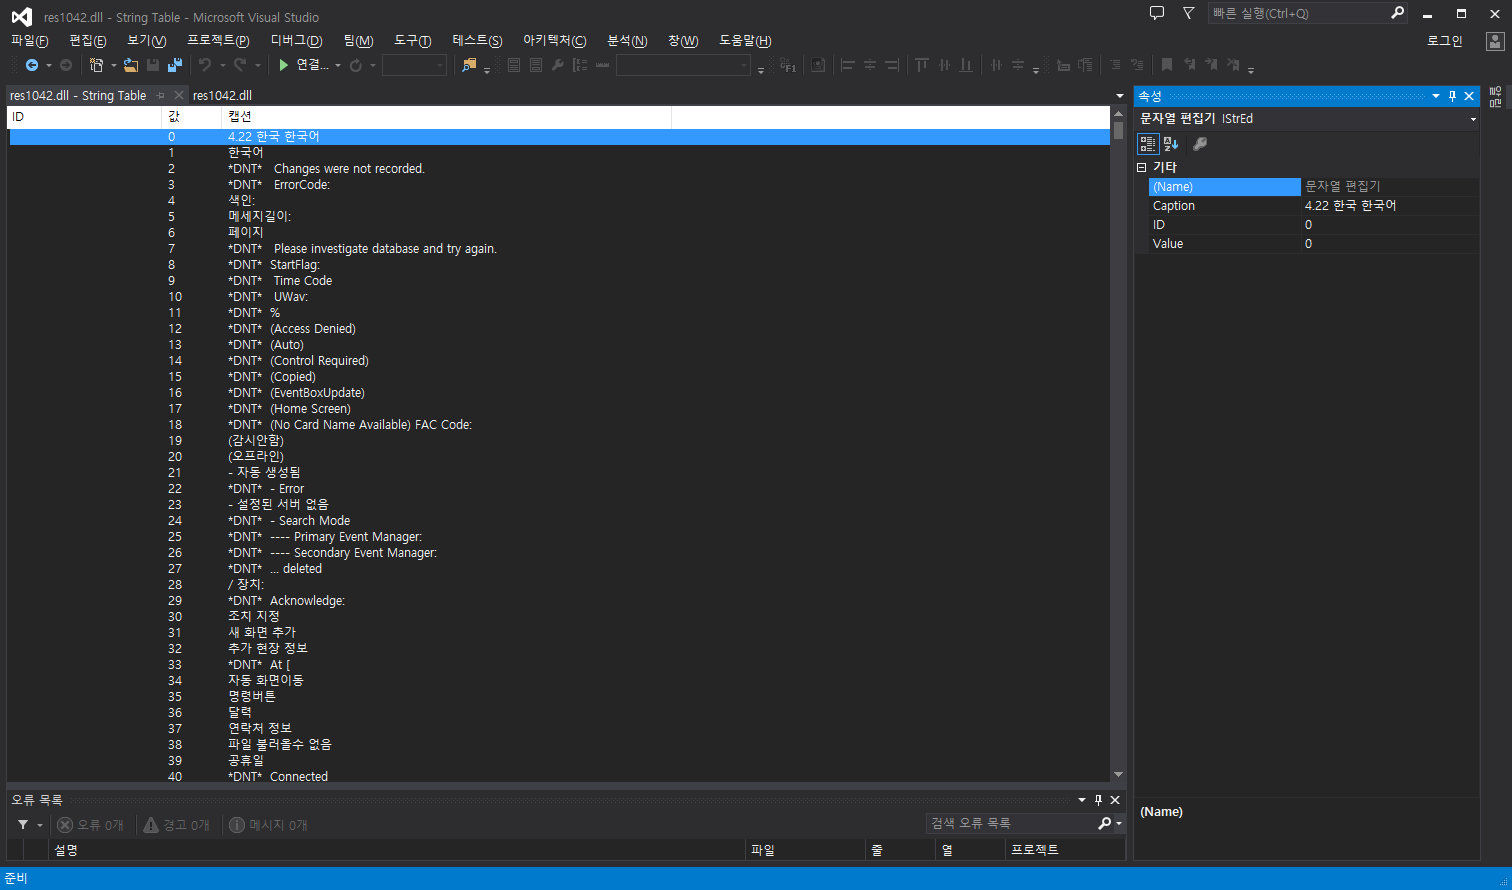 res1042.dll - String Table - Microsoft Visual Studio
빠른 실행(Ctrl+Q)
파일(F) 편집(E) 보기(V) 프로젝트(P) 디버그(D) 팀(M) 도구(T) 테스트(S) 아키텍처(C) 분석(N) 창(W) 도움말(H)
로그인
연결...
res1042.dll - String Table res1042.dll
ID 값 캡션
0 4.22 한국 한국어
1 한국어
2 *DNT* Changes were not recorded.
3 *DNT* ErrorCode:
4 색인:
5 메세지길이:
6 페이지
7 *DNT* Please investigate database and try again.
8 *DNT* StartFlag:
9 *DNT* Time Code
10 *DNT* UWav:
11 *DNT* %
12 *DNT* (Access Denied)
13 *DNT* (Auto)
14 *DNT* (Control Required)
15 *DNT* (Copied)
16 *DNT* (EventBoxUpdate)
17 *DNT* (Home Screen)
18 *DNT* (No Card Name Available) FAC Code:
19 (감시안함)
20 (오프라인)
21 - 자동 생성됨
22 *DNT* - Error
23 - 설정된 서버 없음
24 *DNT* - Search Mode
25 *DNT* ---- Primary Event Manager:
26 *DNT* ---- Secondary Event Manager:
27 *DNT* ... deleted
28 / 장치:
29 *DNT* Acknowledge:
30 조치 지정
31 새 화면 추가
32 추가 현장 정보
33 *DNT* At [
34 자동 화면이동
35 명령버튼
36 달력
37 연락처 정보
38 파일 불러올수 없음
39 공휴일
40 *DNT* Connected
속성
문자열 편집기 IStrEd
기타
(Name) 문자열 편집기
Caption 4.22 한국 한국어
ID 0
Value 0
(Name)
오류 목록
오류 0개 경고 0개 메시지 0개
검색 오류 목록
설명 파일 줄 열 프로젝트
준비